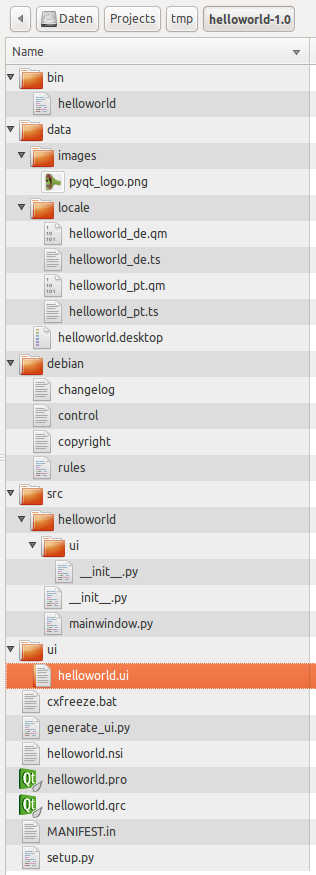 Daten Projects tmp helloworld-1.0
Name
bin
helloworld
data
images
pyqt_logo.png
locale
helloworld_de.qm
helloworld_de.ts
helloworld_pt.qm
helloworld_pt.ts
helloworld.desktop
debian
changelog
control
copyright
rules
src
helloworld
ui
__init__.py
__init__.py
mainwindow.py
ui
helloworld.ui
cxfreeze.bat
generate_ui.py
helloworld.nsi
Qt helloworld.pro
Qt helloworld.qrc
MANIFEST.in
setup.py